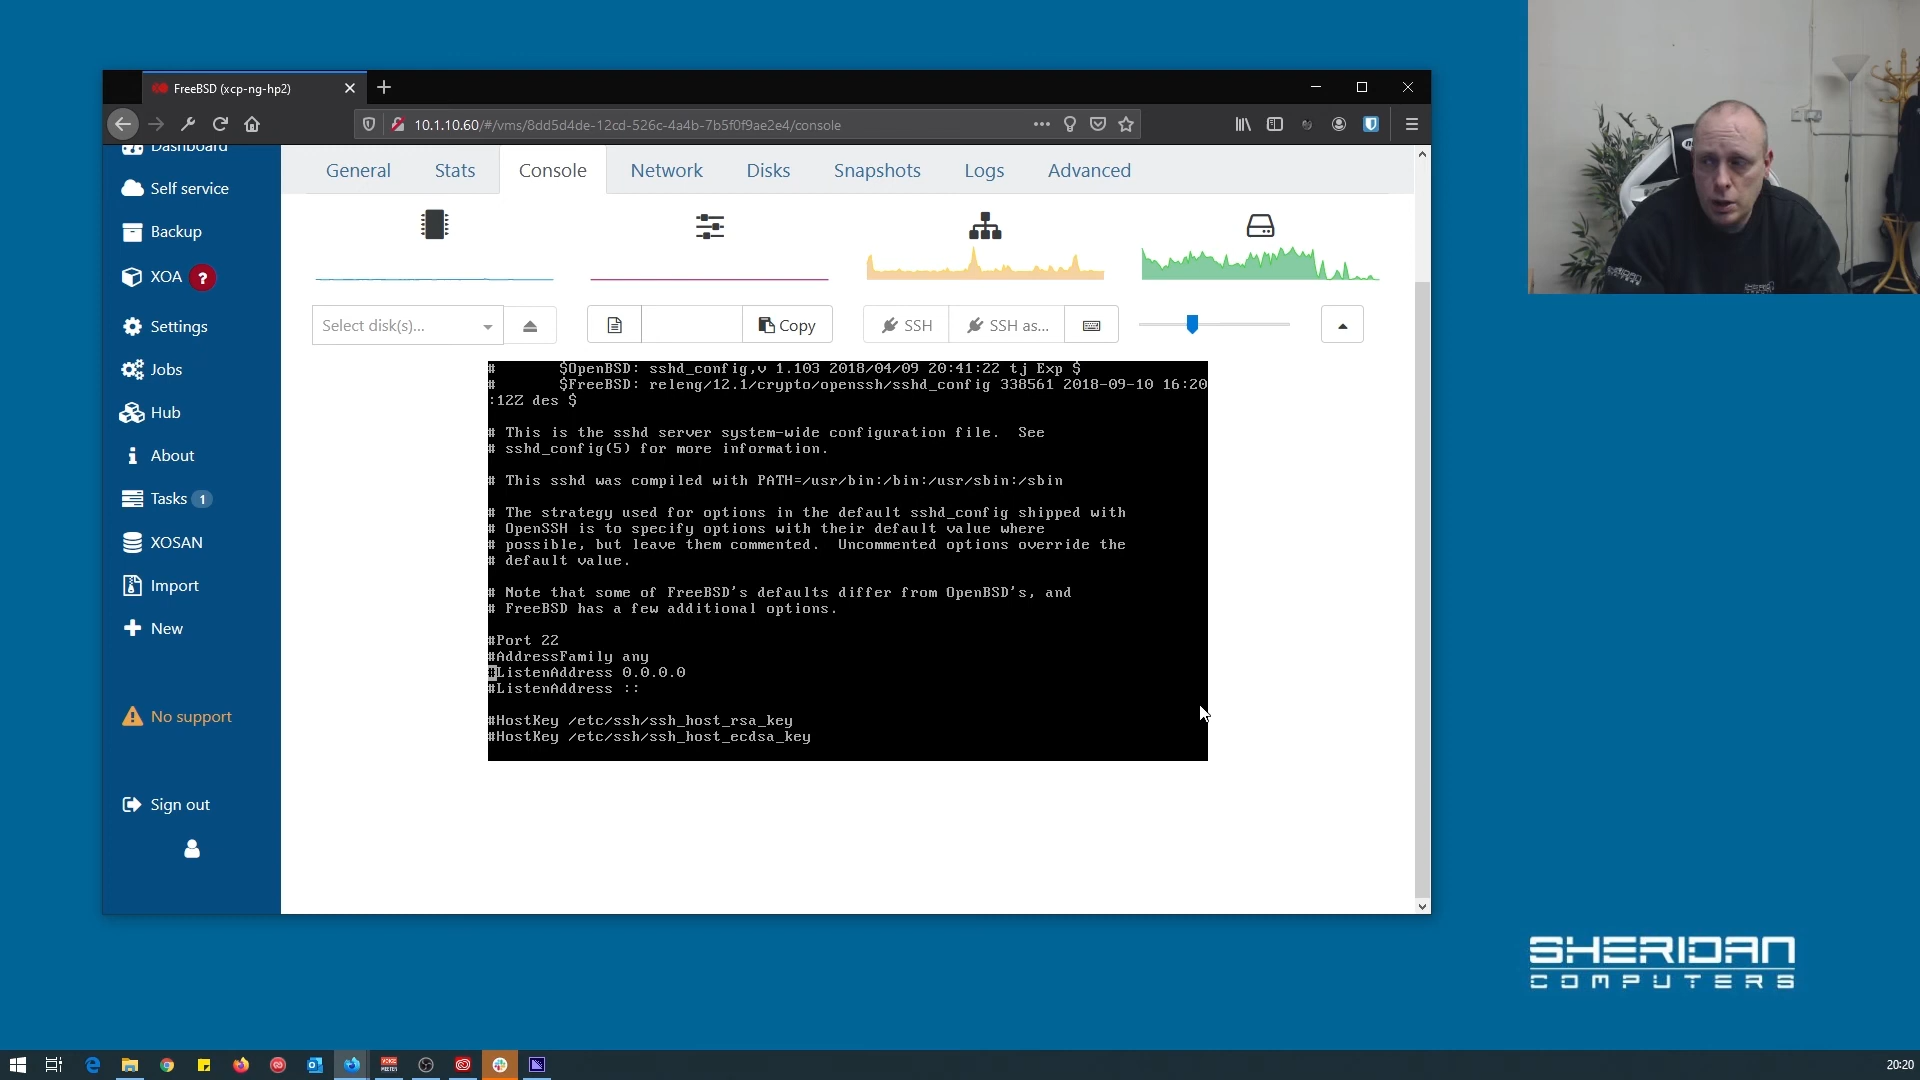 FreeBSD (xcp-ng-hp2)
10.1.10.60/#/vms/8dd5d4de-12cd-526c-4a4b-7b5f0f9ae2e4/console
Dashboard
Self service
Backup
XOA ?
Settings
Jobs
Hub
About
Tasks 1
XOSAN
Import
New
No support
Sign out
General Stats Console Network Disks Snapshots Logs Advanced
Select disk(s)... Copy SSH SSH as...
# $OpenBSD: sshd_config,v 1.103 2018/04/09 20:41:22 tj Exp $
# $FreeBSD: releng/12.1/crypto/openssh/sshd_config 338561 2018-09-10 16:20
:12Z des $
# This is the sshd server system-wide configuration file. See
# sshd_config(5) for more information.
# This sshd was compiled with PATH=/usr/bin:/bin:/usr/sbin:/sbin
# The strategy used for options in the default sshd_config shipped with
# OpenSSH is to specify options with their default value where
# possible, but leave them commented. Uncommented options override the
# default value.
# Note that some of FreeBSD's defaults differ from OpenBSD's, and
# FreeBSD has a few additional options.
#Port 22
#AddressFamily any
#ListenAddress 0.0.0.0
#ListenAddress ::
#HostKey /etc/ssh/ssh_host_rsa_key
#HostKey /etc/ssh/ssh_host_ecdsa_key
SHERIDAN
COMPUTERS
20:20